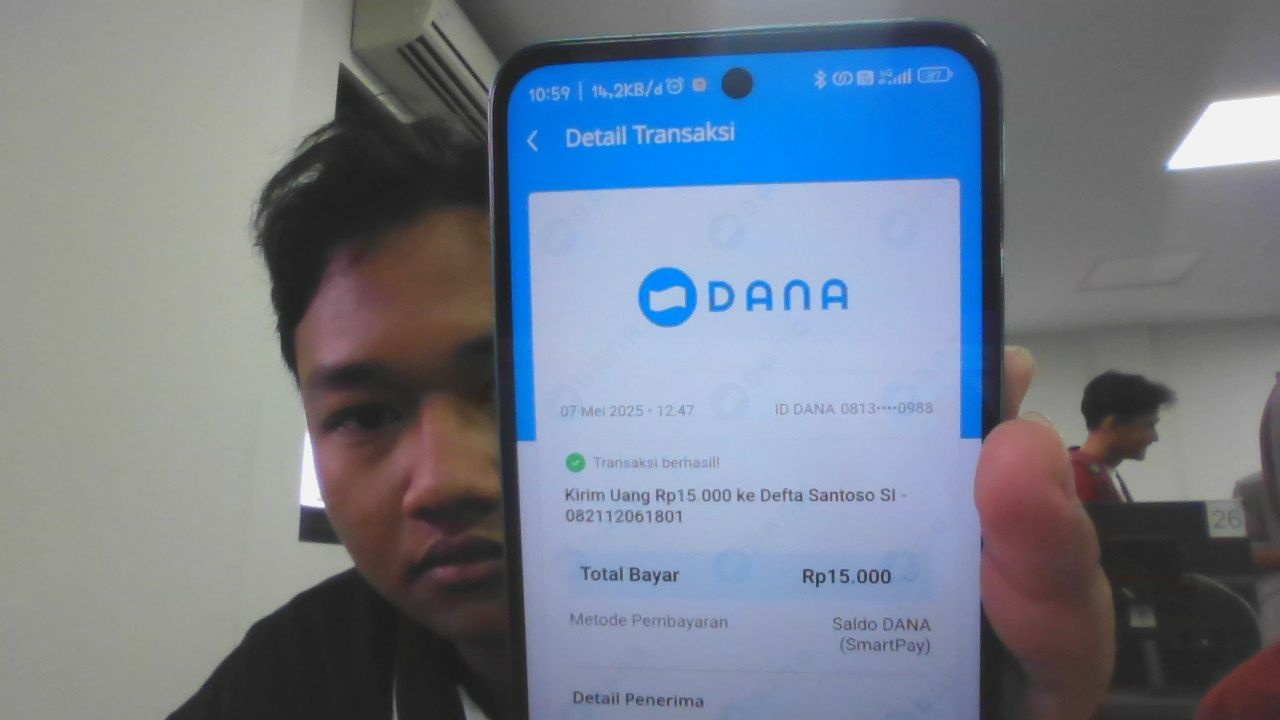 10:59 | 14,2KB/d
Detail Transaksi
DANA
07 Mei 2025 • 12.47
ID DANA 0813••••0988
Transaksi berhasil!
Kirim Uang Rp15.000 ke Defta Santoso SI -
082112061801
Total Bayar Rp15.000
Metode Pembayaran Saldo DANA
(SmartPay)
Detail Penerima
26